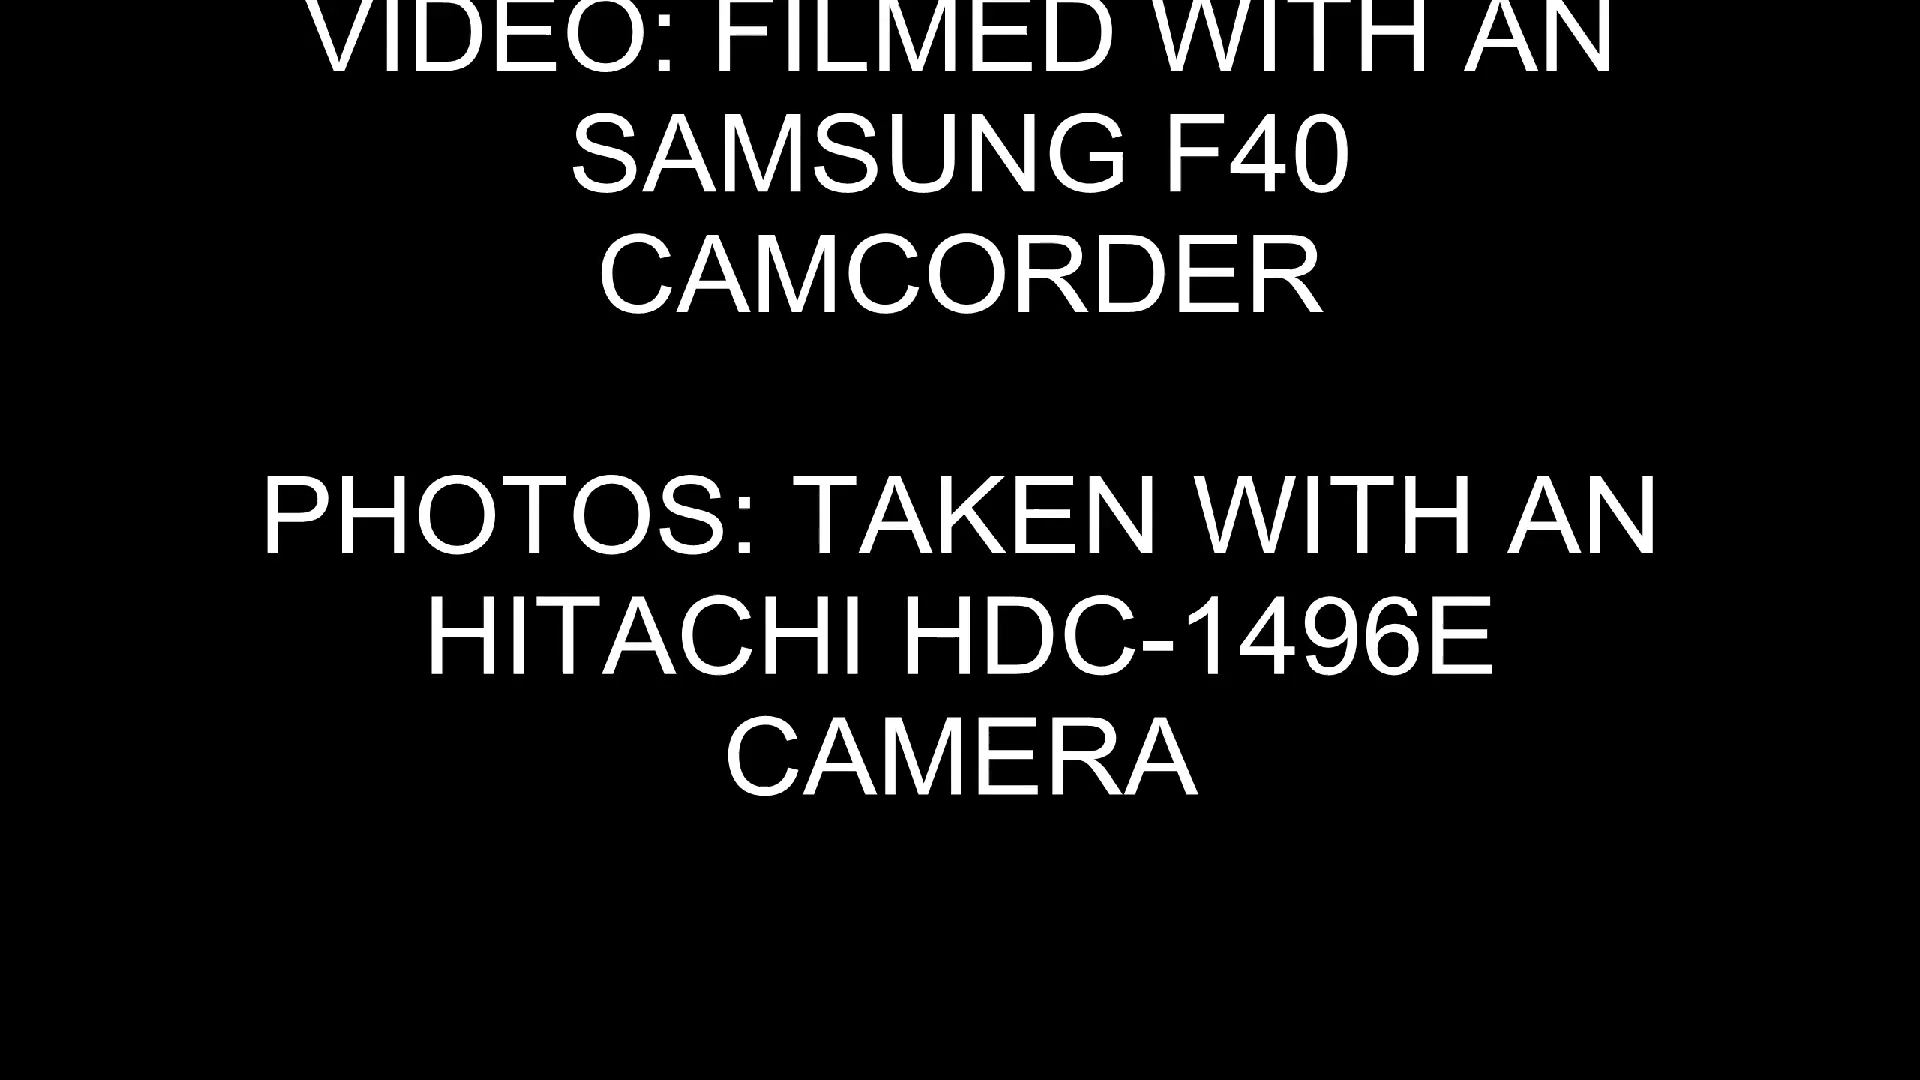 VIDEO: FILMED WITH AN
SAMSUNG F40
CAMCORDER
PHOTOS: TAKEN WITH AN
HITACHI HDC-1496E
CAMERA